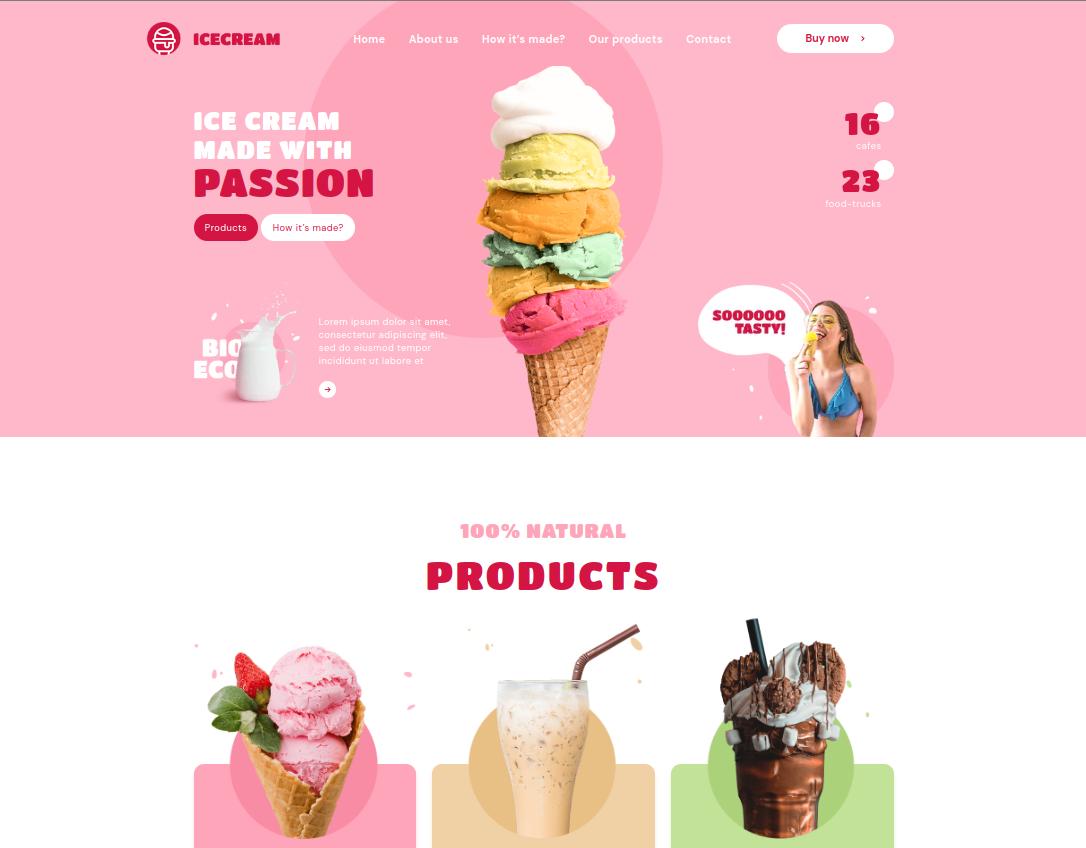 ICECREAM
Home
About us
How it's made?
Our products
Contact
Buy now
ICE CREAM
MADE WITH
PASSION
Products
How it's made?
16
cafes
23
food-trucks
BIO
ECO
Lorem ipsum dolor sit amet,
consectetur adipiscing elit,
sed do eiusmod tempor
incididunt ut labore et
SOOOOOO
TASTY!
100% NATURAL
PRODUCTS